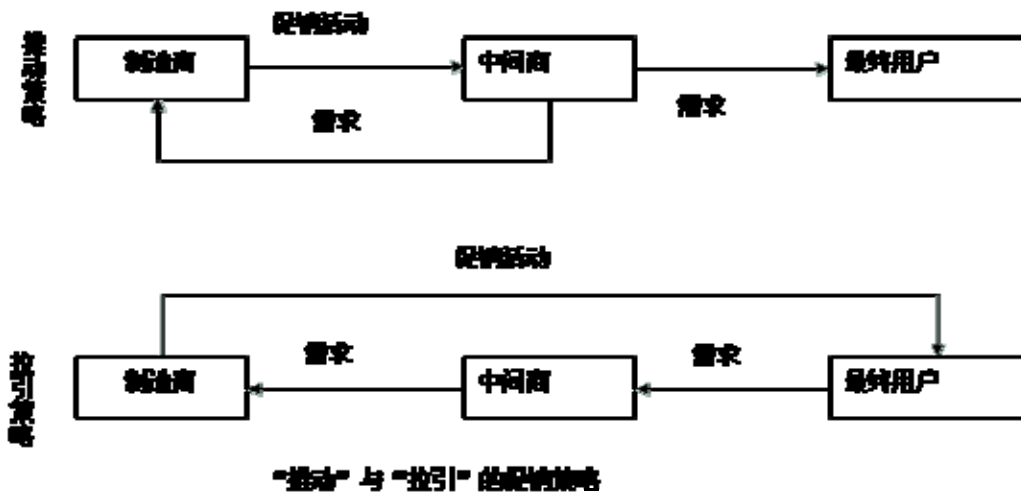 促销活动
制造商
中间商
最终用户
需求
需求
推动策略
促销活动
需求
需求
制造商
中间商
最终用户
拉引策略
“推动”与“拉引”的促销策略